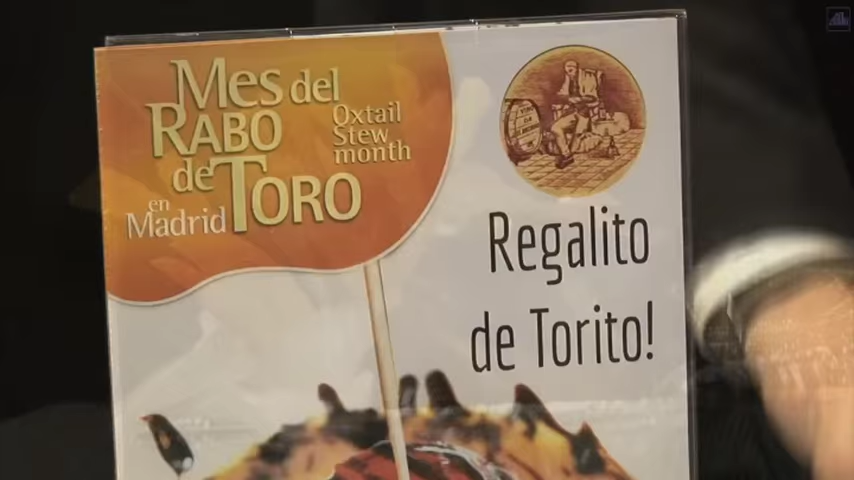 Mes del
RABO
de TORO
en
Madrid
Oxtail
Stew
month
Regalito
de Torito!